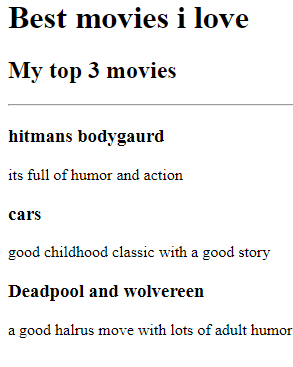 Best movies i love
My top 3 movies
hitmans bodygaurd
its full of humor and action
cars
good childhood classic with a good story
Deadpool and wolvereen
a good halrus move with lots of adult humor